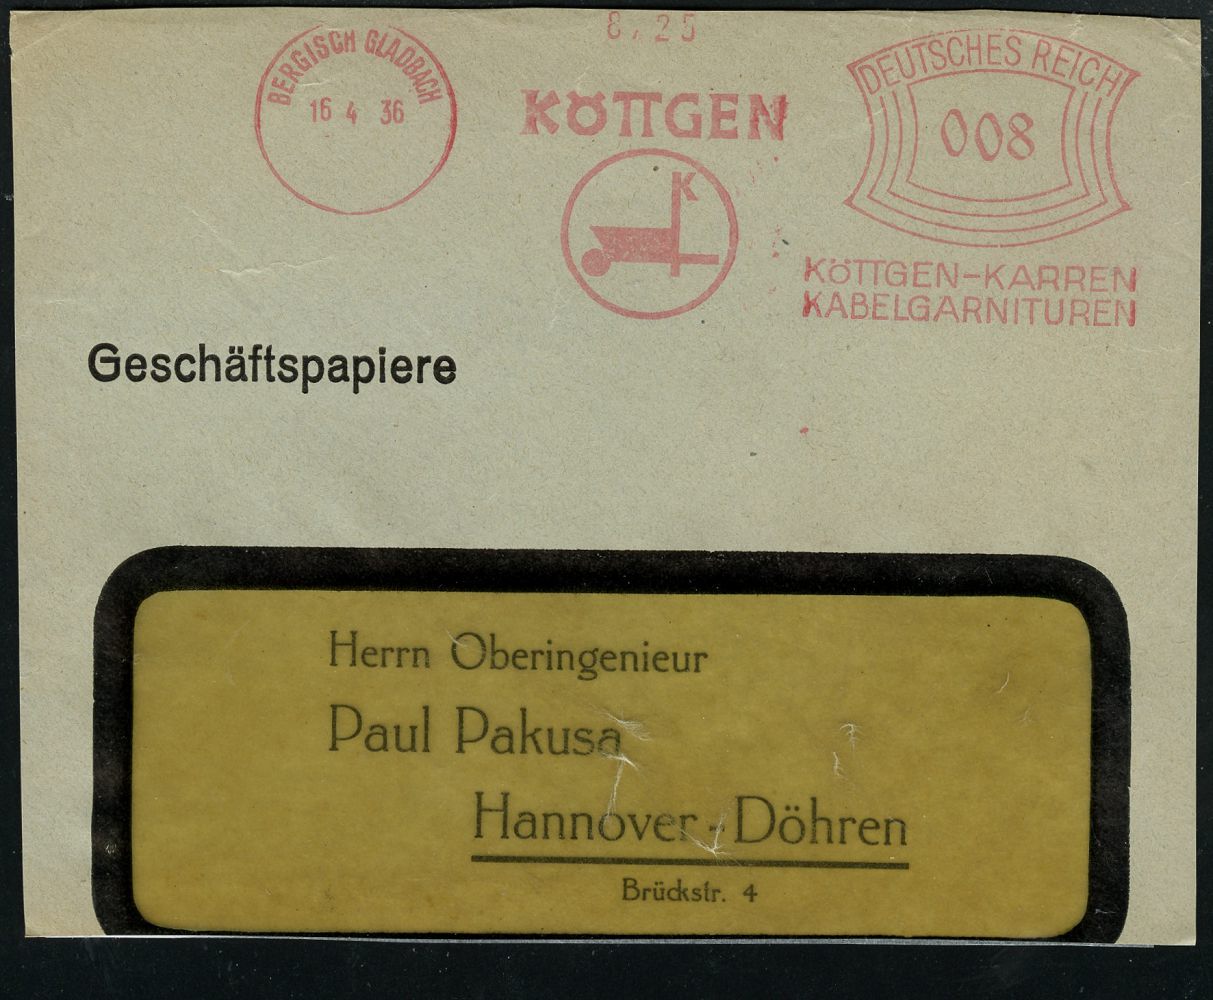 8,25
BERGISCH GLADBACH
16 4 36
KÖTTGEN
K
DEUTSCHES REICH
008
KÖTTGEN-KARREN
KABELGARNITUREN
Geschäftspapiere
Herrn Oberingenieur
Paul Pakusa
Hannover-Döhren
Brückstr. 4